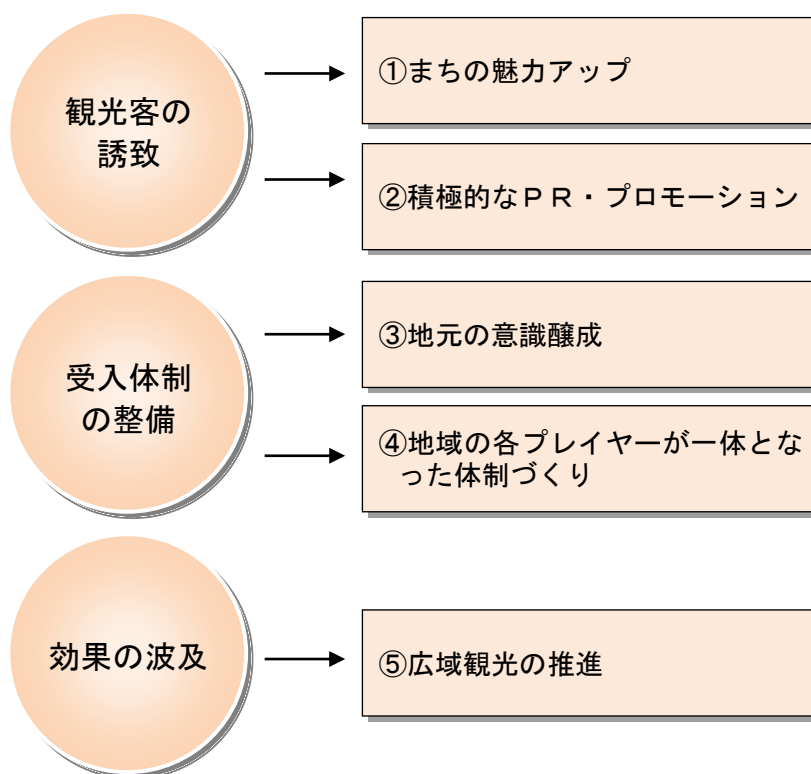 観光客の
誘致
①まちの魅力アップ
②積極的なＰＲ・プロモーション
受入体制
の整備
③地元の意識醸成
④地域の各プレイヤーが一体とな
った体制づくり
効果の波及
⑤広域観光の推進